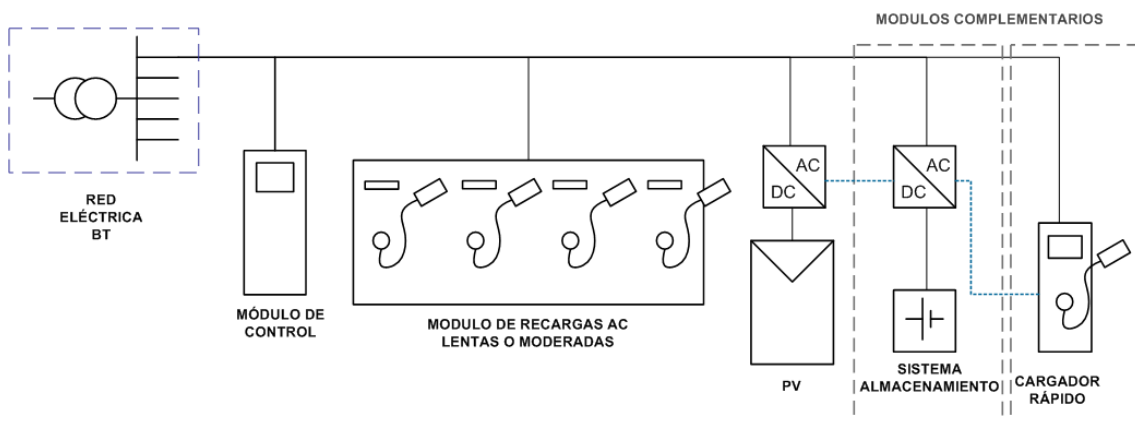 MODULOS COMPLEMENTARIOS
RED
ELÉCTRICA
BT
MÓDULO DE
CONTROL
MODULO DE RECARGAS AC
LENTAS O MODERADAS
AC
DC
PV
AC
DC
SISTEMA
ALMACENAMIENTO
CARGADOR
RÁPIDO